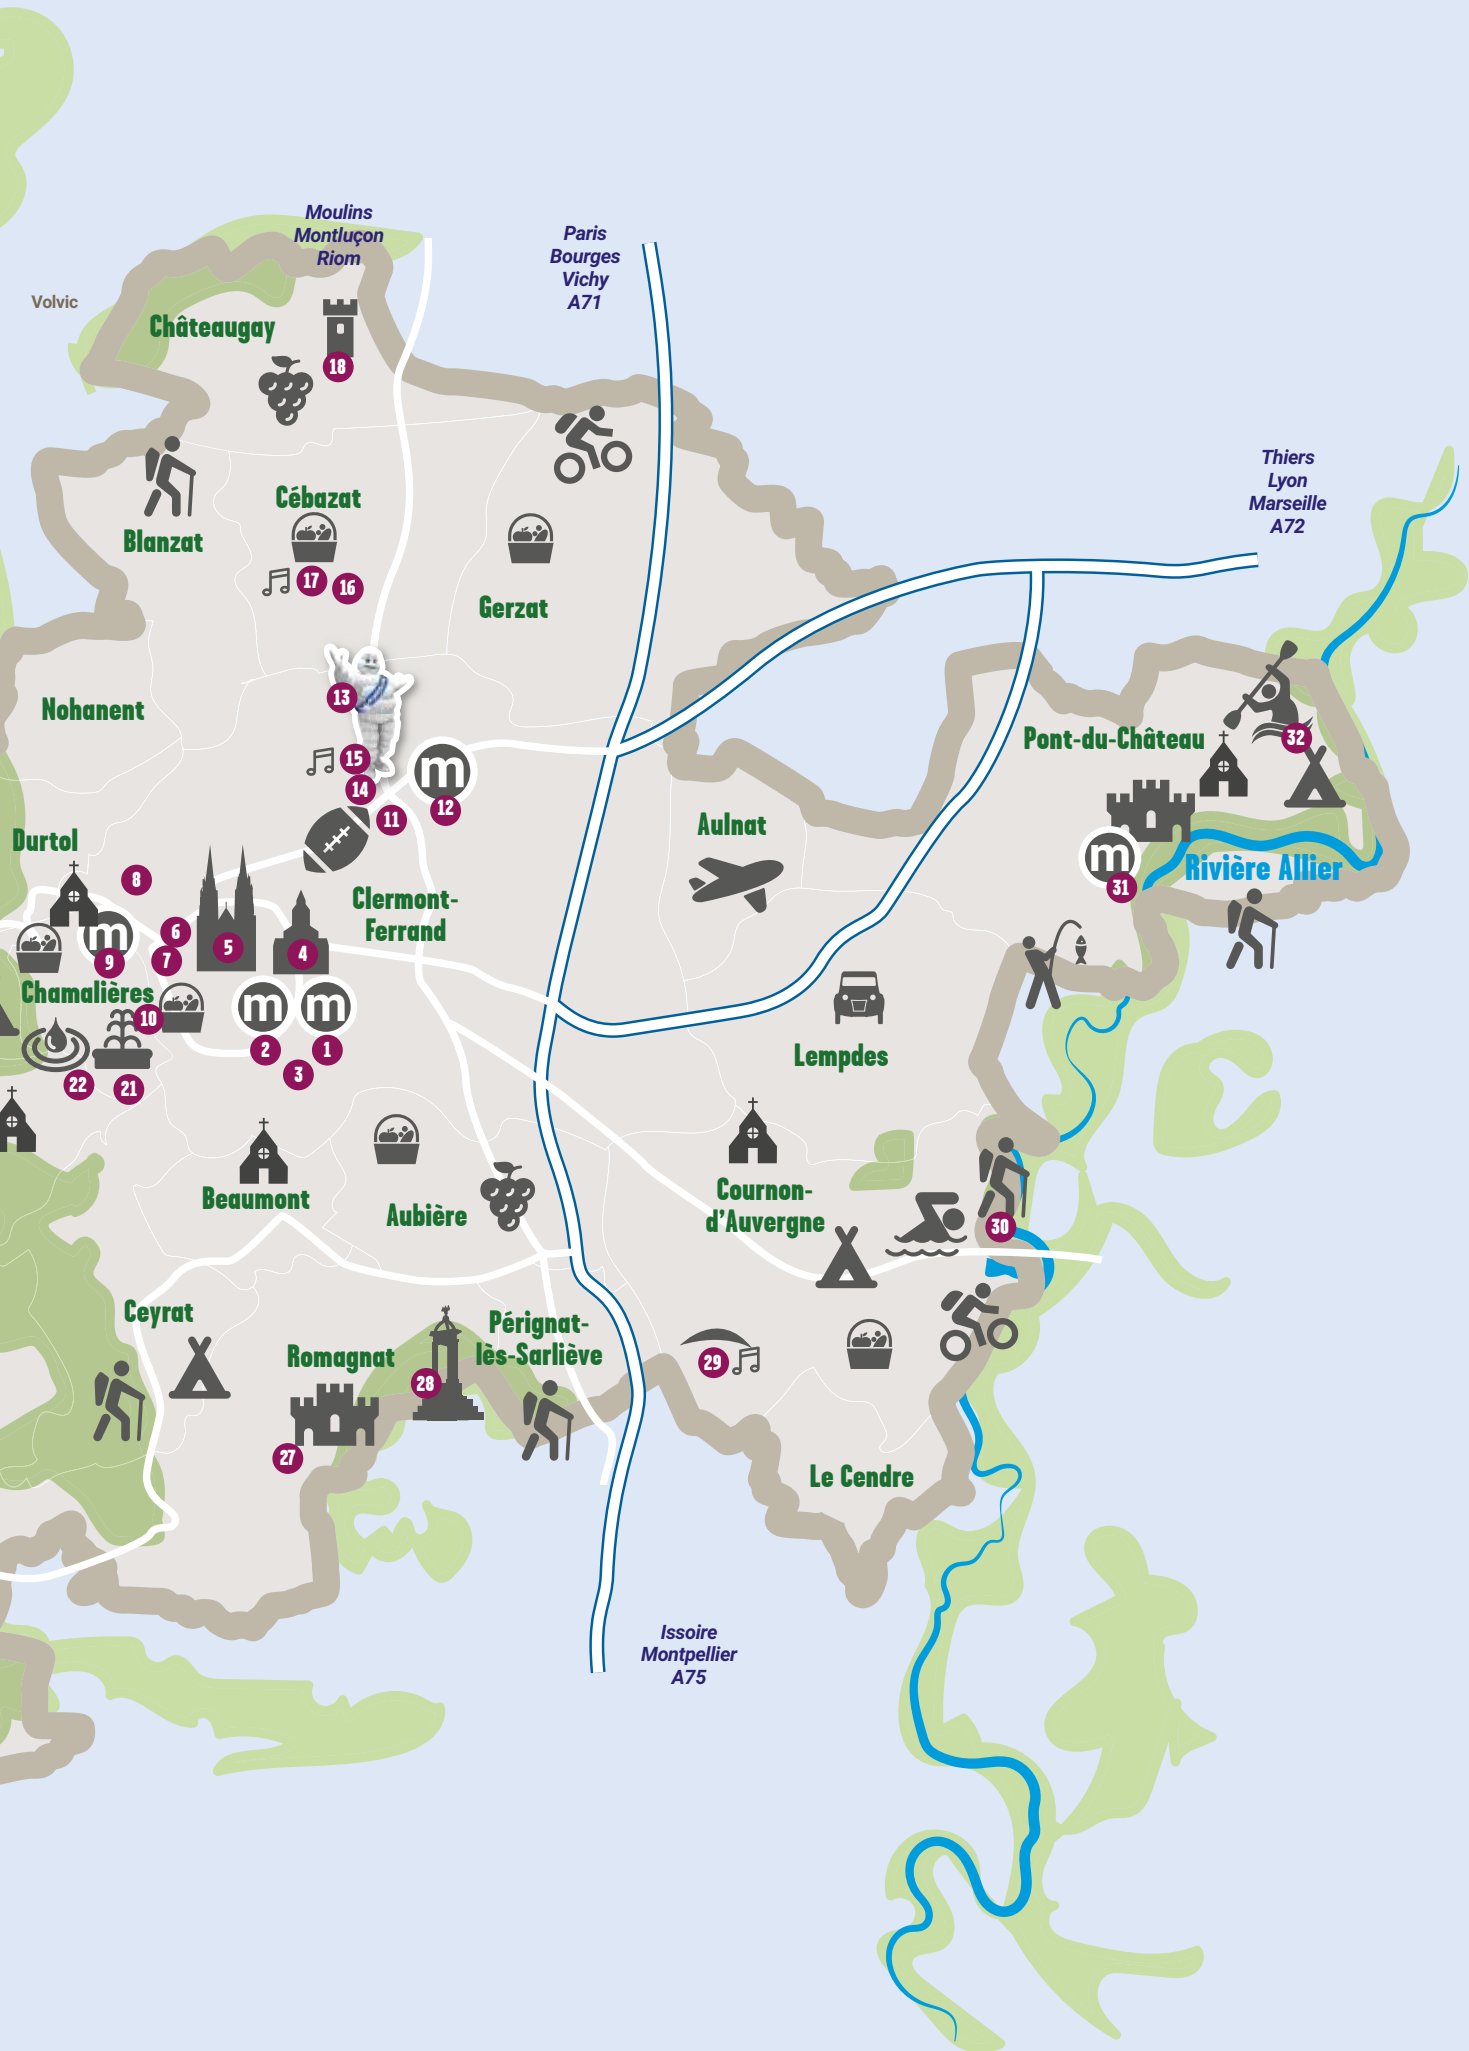 Moulins
Montluçon
Riom
Paris
Bourges
Vichy
A71
Volvic
Châteaugay
18
Thiers
Lyon
Marseille
A72
Cébazat
Blanzat
17
16
Gerzat
Nohanent
13
Pont-du-Château
32
15
m
14
12
11
Aulnat
Durtol
m
31
Rivière Allier
8
Clermont-
Ferrand
6
m
5
4
7
9
Chamalières
10
m
m
2
1
3
22
21
Lempdes
Beaumont
Aubière
Cournon-
d'Auvergne
30
Ceyrat
Romagnat
Pérignat-
lès-Sarliève
28
29
27
Le Cendre
Issoire
Montpellier
A75